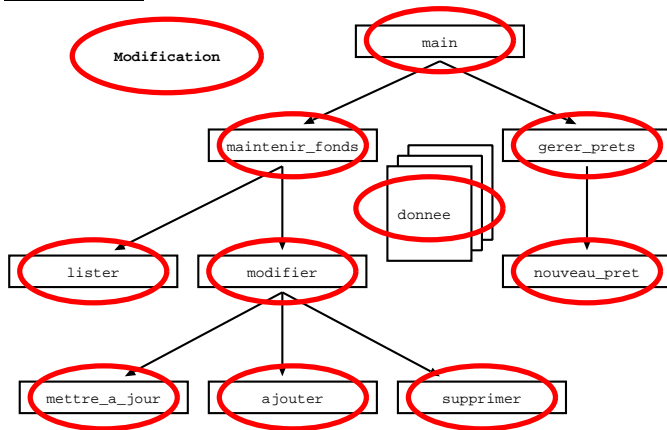 Modification
main
maintenir_fonds
gerer_prets
donnee
lister
modifier
nouveau_pret
mettre_a_jour
ajouter
supprimer